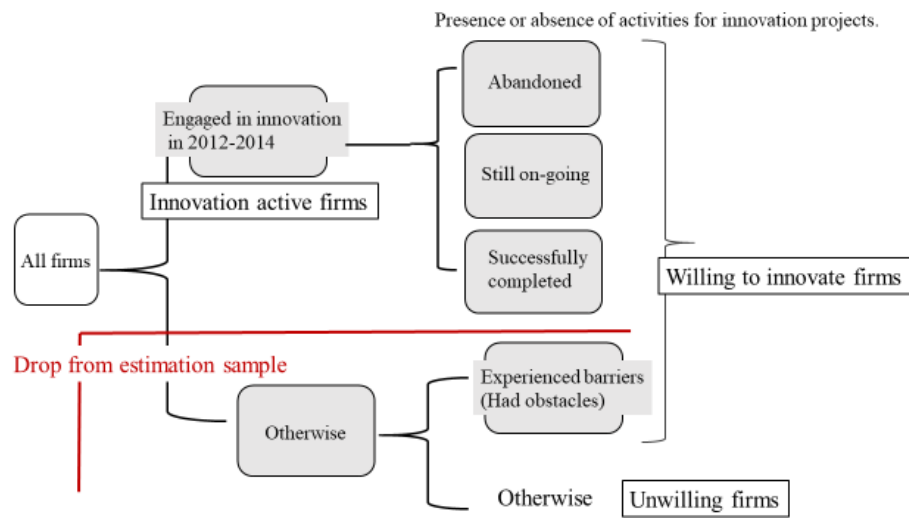 Presence or absence of activities for innovation projects.
Abandoned
Engaged in innovation
in 2012-2014
Still on-going
Innovation active firms
All firms
Successfully
completed
Willing to innovate firms
Drop from estimation sample
Experienced barriers
(Had obstacles)
Otherwise
Otherwise
Unwilling firms